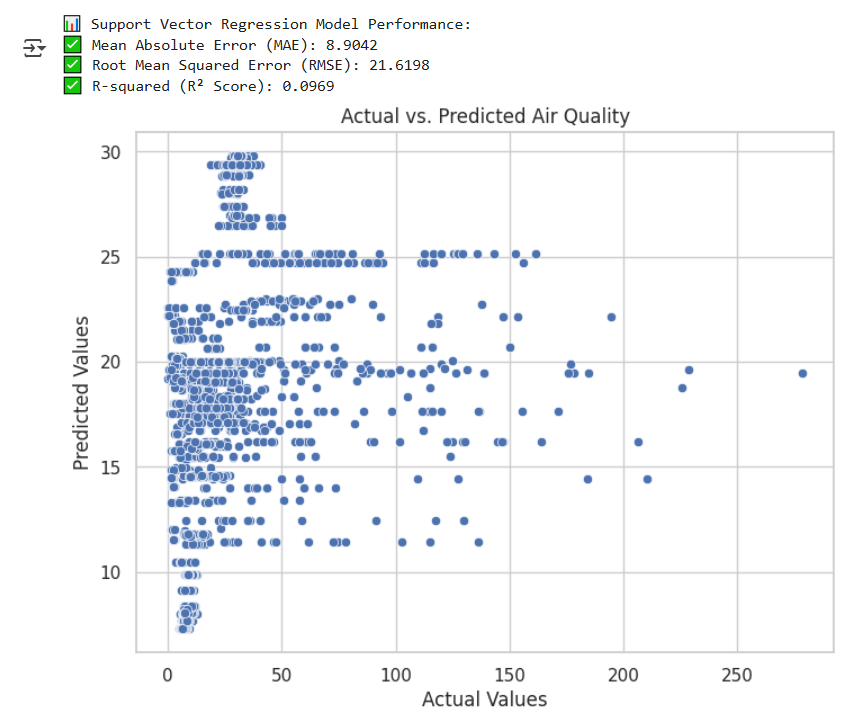 📊 Support Vector Regression Model Performance:
✅ Mean Absolute Error (MAE): 8.9042
✅ Root Mean Squared Error (RMSE): 21.6198
✅ R-squared (R² Score): 0.0969
Actual vs. Predicted Air Quality
30
25
20
15
10
Predicted Values
0 50 100 150 200 250
Actual Values